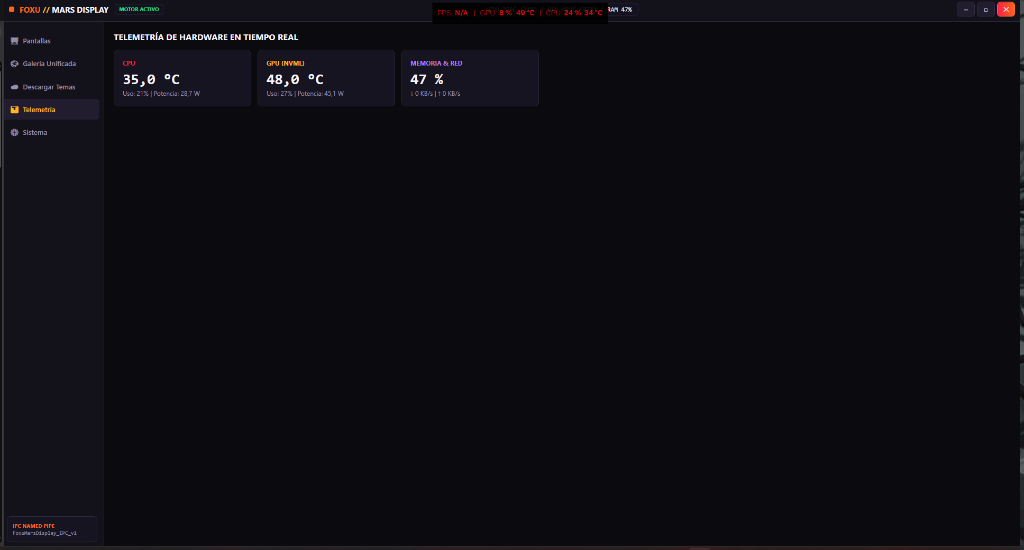 FOXU // MARS DISPLAY
MOTOR ACTIVO
FPS N/A | GPU 8 % 49 °C | CPU 24 % 34 °C
RAM 47%
Pantallas
Galería Unificada
Descargar Temas
Telemetría
Sistema
TELEMETRÍA DE HARDWARE EN TIEMPO REAL
CPU
35,0 °C
Uso: 21% | Potencia: 28,7 W
GPU (NVML)
48,0 °C
Uso: 27% | Potencia: 45,1 W
MEMORIA & RED
47 %
↓ 0 KB/s | ↑ 0 KB/s
IPC NAMED PIPE
FoxuMarsDisplay_IPC_v1